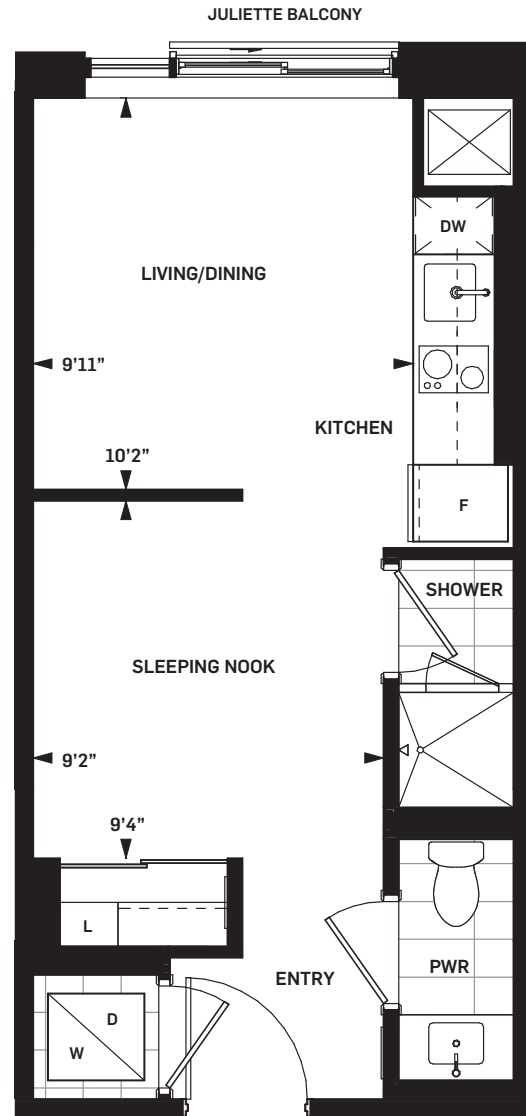 JULIETTE BALCONY
DW
LIVING/DINING
9’11”
KITCHEN
10’2”
F
SHOWER
SLEEPING NOOK
9’2”
9’4”
L
PWR
ENTRY
D
W